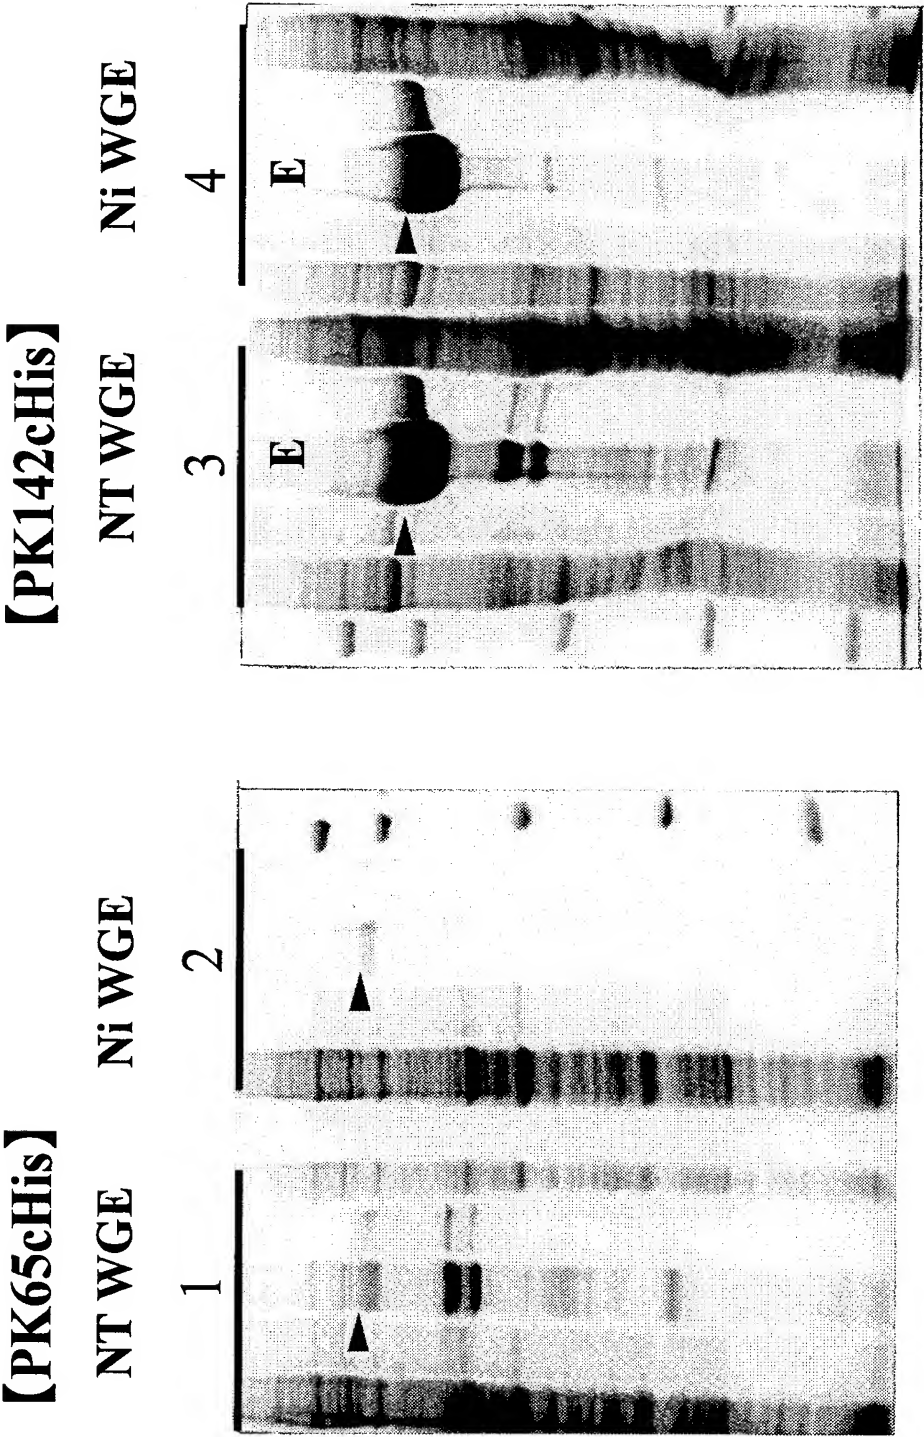 【PK65cHis】
【PK142cHis】
NT WGE
Ni WGE
NT WGE
Ni WGE
1
2
3
4
E
E